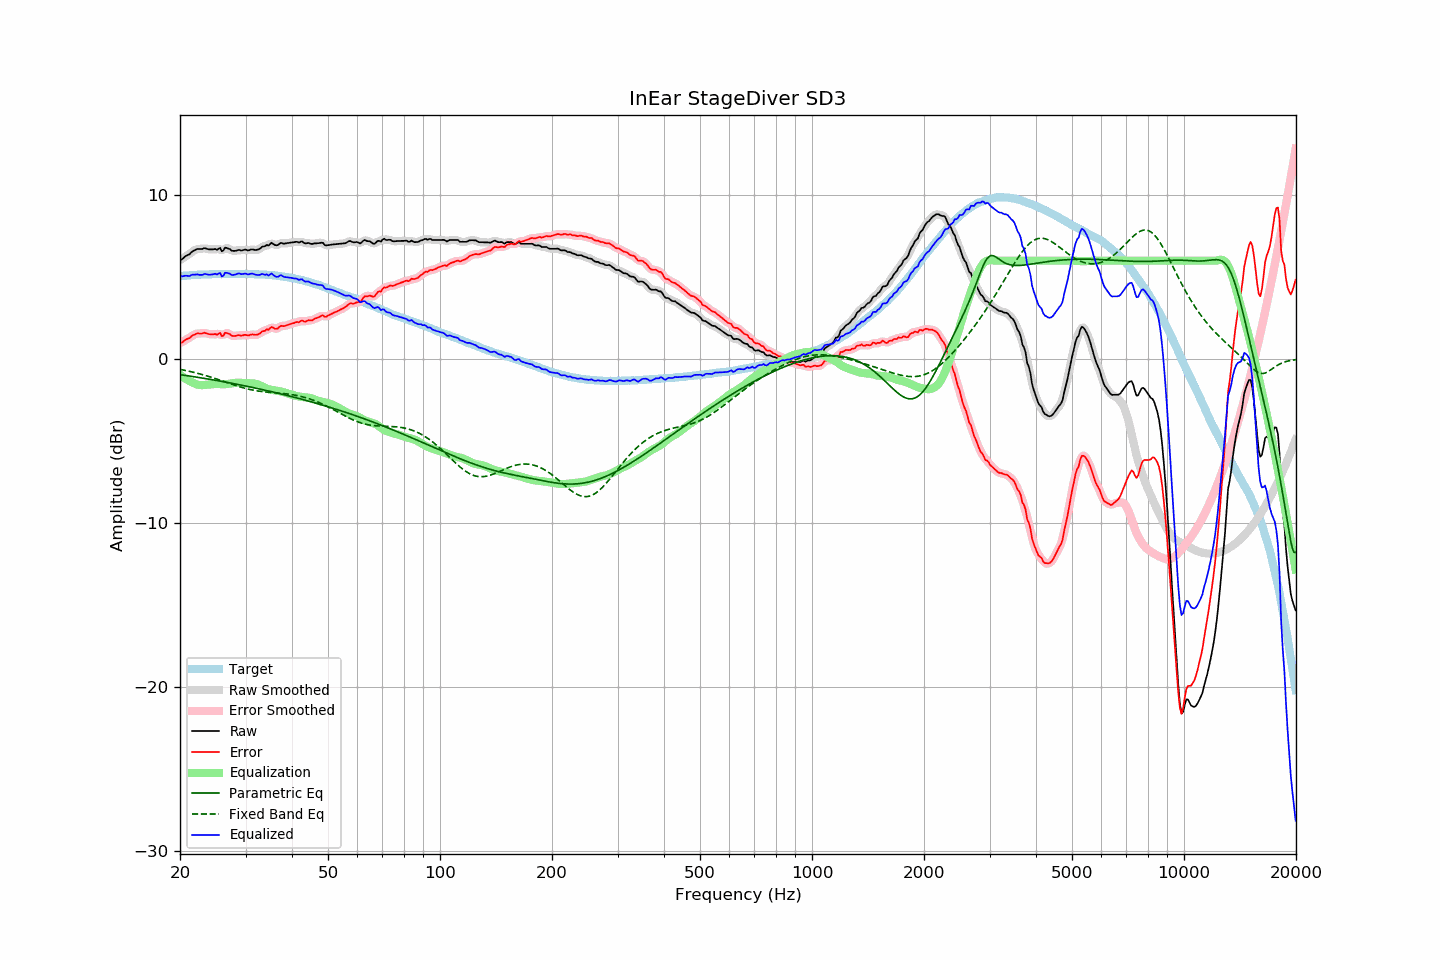 InEar StageDiver SD3
Amplitude (dBr)
10
0
−10
−20
−30
Target
Raw Smoothed
Error Smoothed
Raw
Error
Equalization
Parametric Eq
Fixed Band Eq
Equalized
20 50 100 200 500 1000 2000 5000 10000 20000
Frequency (Hz)